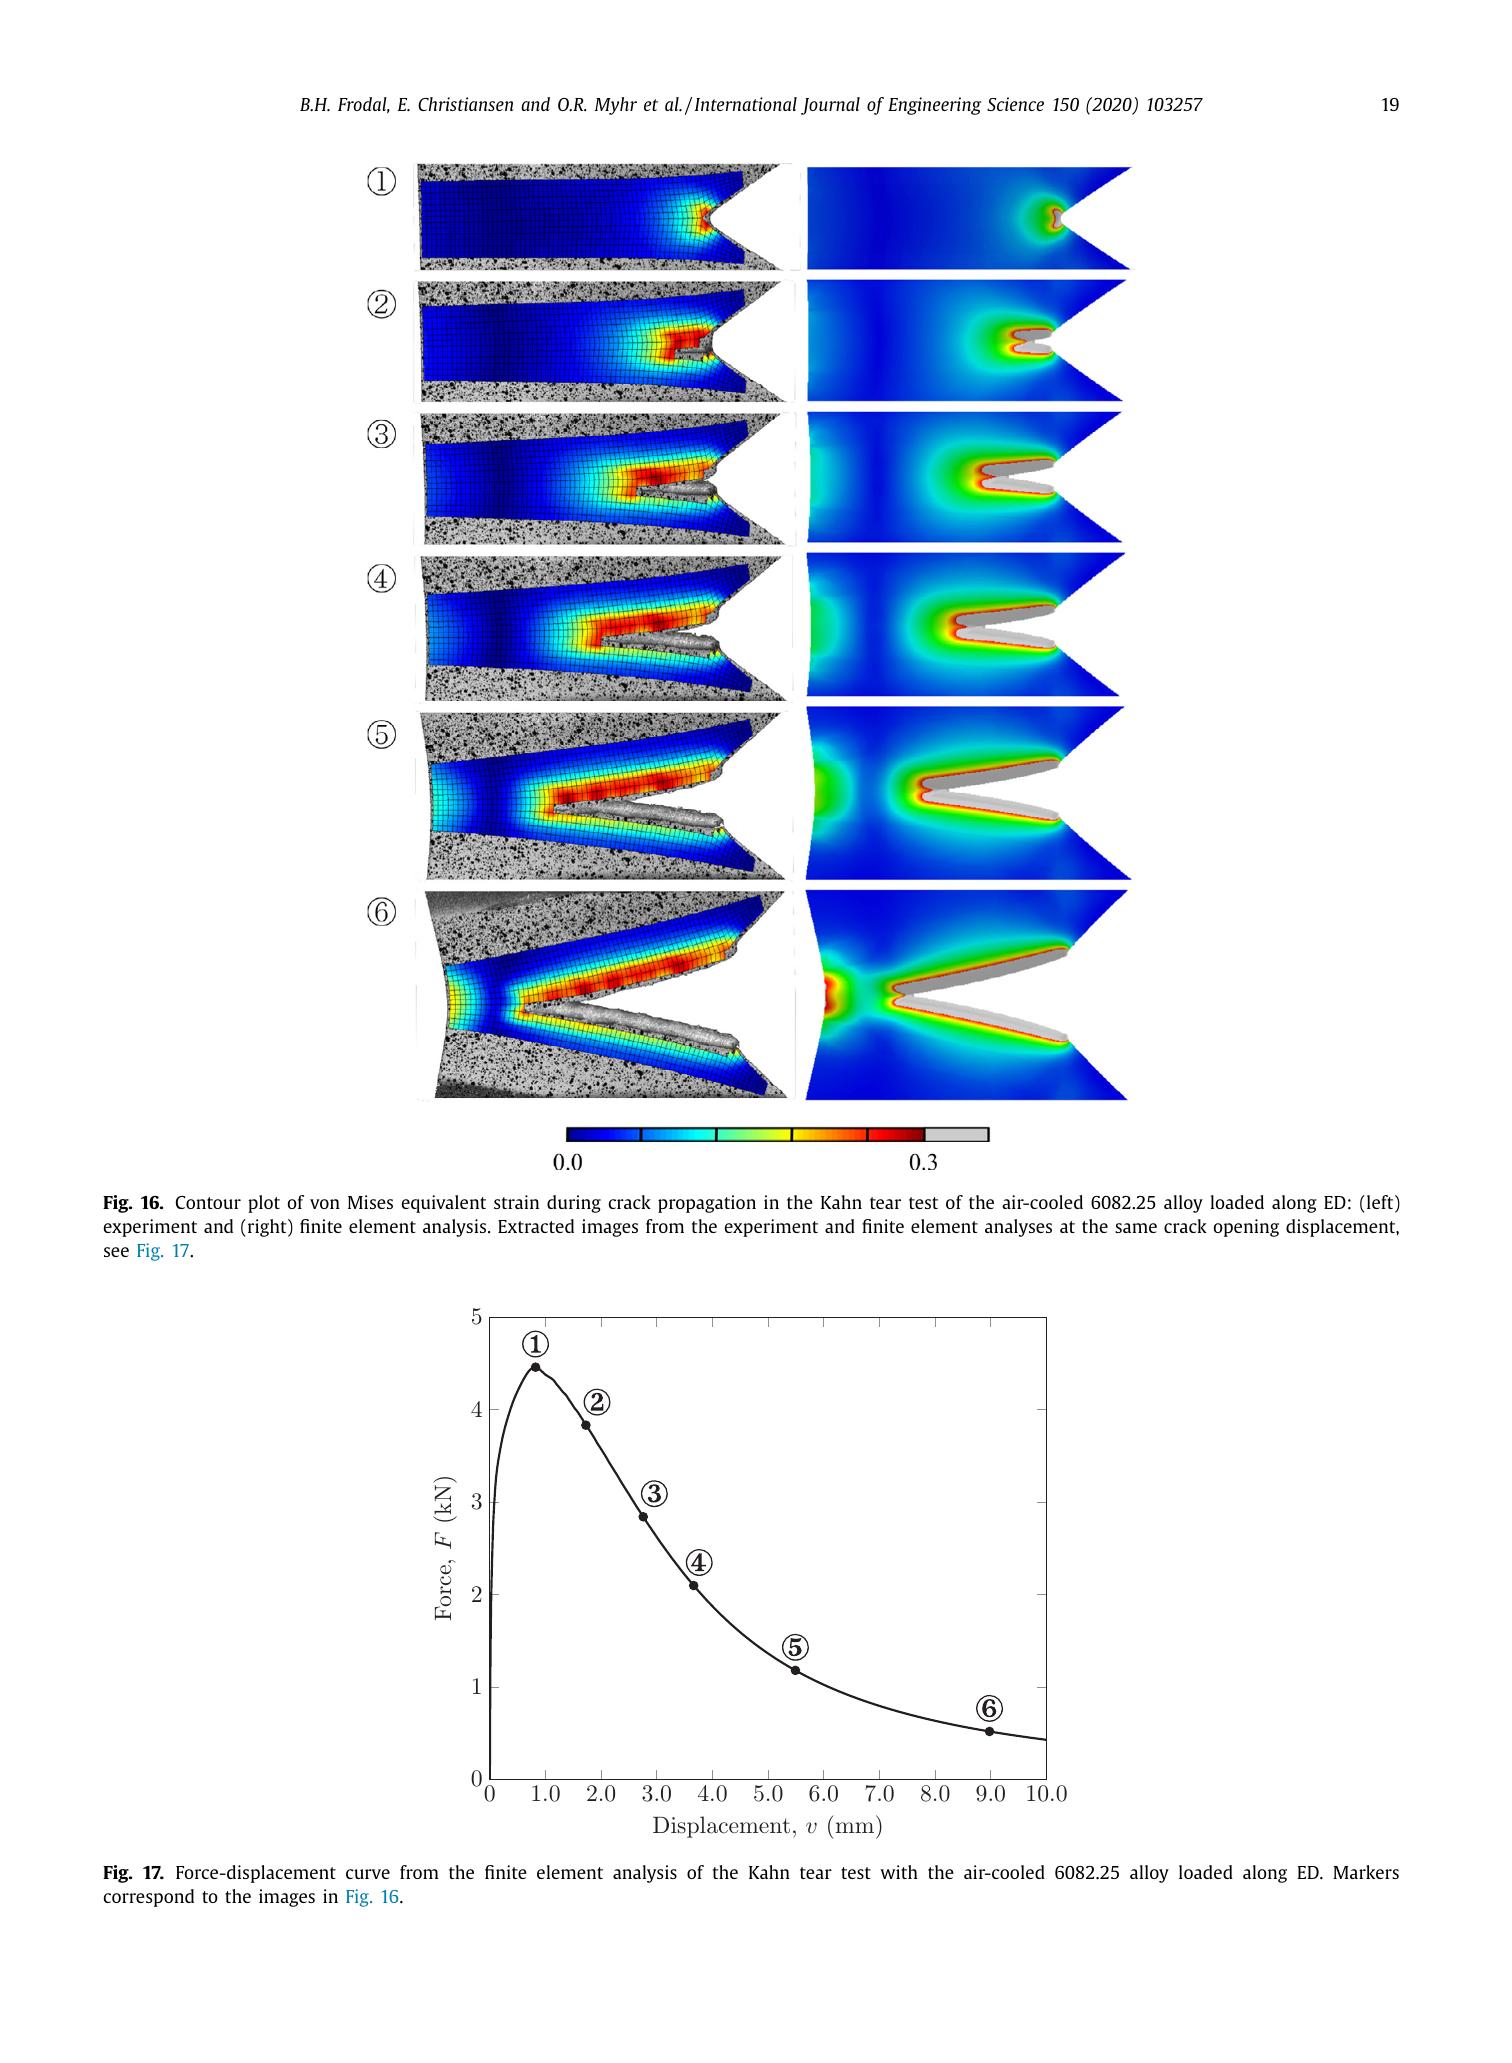 B.H. Frodal, E. Christiansen and O.R. Myhr et al. / International Journal of Engineering Science 150 (2020) 103257 19
①
②
③
④
⑤
⑥
0.0 0.3
Fig. 16. Contour plot of von Mises equivalent strain during crack propagation in the Kahn tear test of the air-cooled 6082.25 alloy loaded along ED: (left)
experiment and (right) finite element analysis. Extracted images from the experiment and finite element analyses at the same crack opening displacement,
see Fig. 17.
5
①
②
4
③
3
Force, F (kN)
④
2
⑤
1
⑥
0
0 1.0 2.0 3.0 4.0 5.0 6.0 7.0 8.0 9.0 10.0
Displacement, v (mm)
Fig. 17. Force-displacement curve from the finite element analysis of the Kahn tear test with the air-cooled 6082.25 alloy loaded along ED. Markers
correspond to the images in Fig. 16.